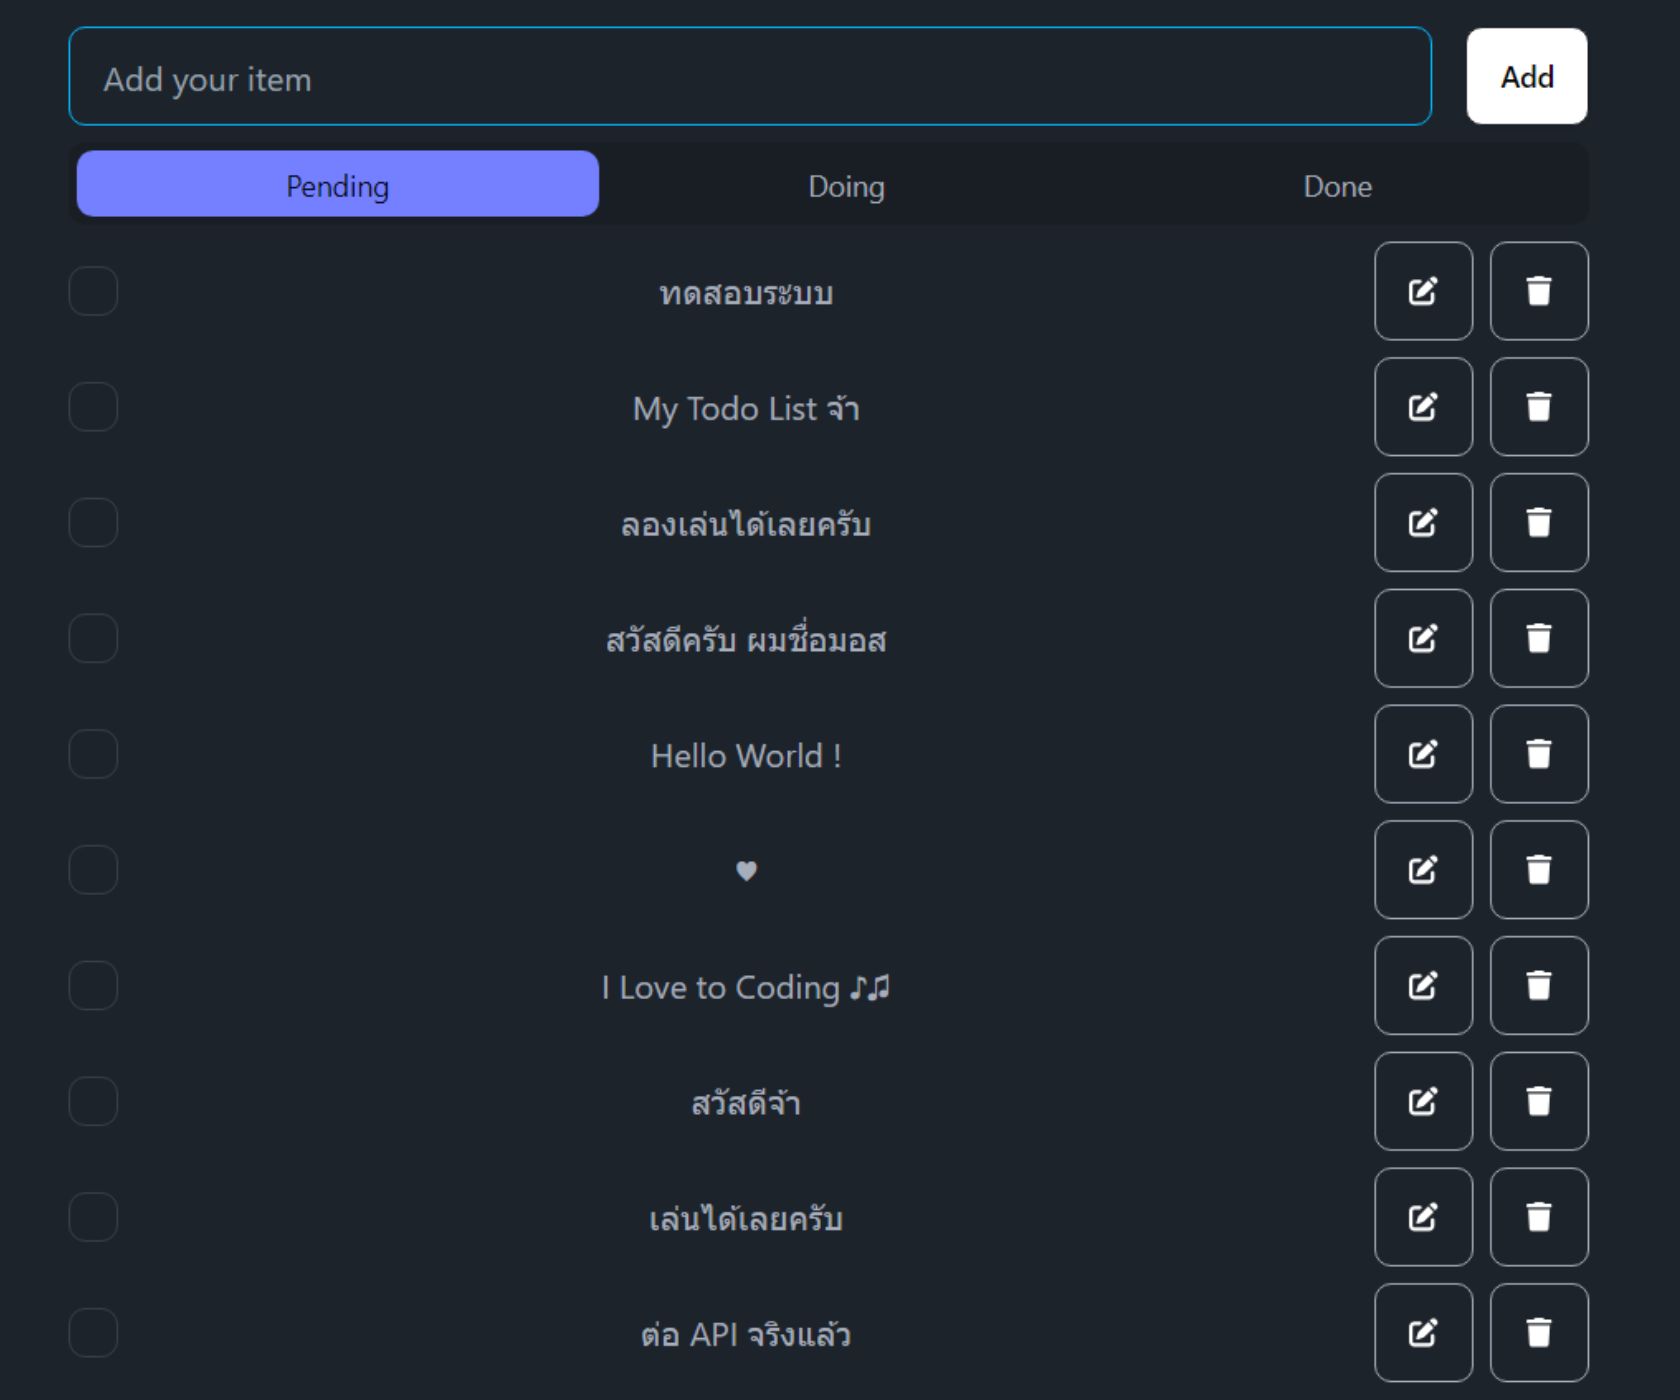 Add your item
Add
Pending
Doing
Done
ทดสอบระบบ
My Todo List จ้า
ลองเล่นได้เลยครับ
สวัสดีครับ ผมชื่อมอส
Hello World !
♥
I Love to Coding ♪♫
สวัสดีจ้า
เล่นได้เลยครับ
ต่อ API จริงแล้ว